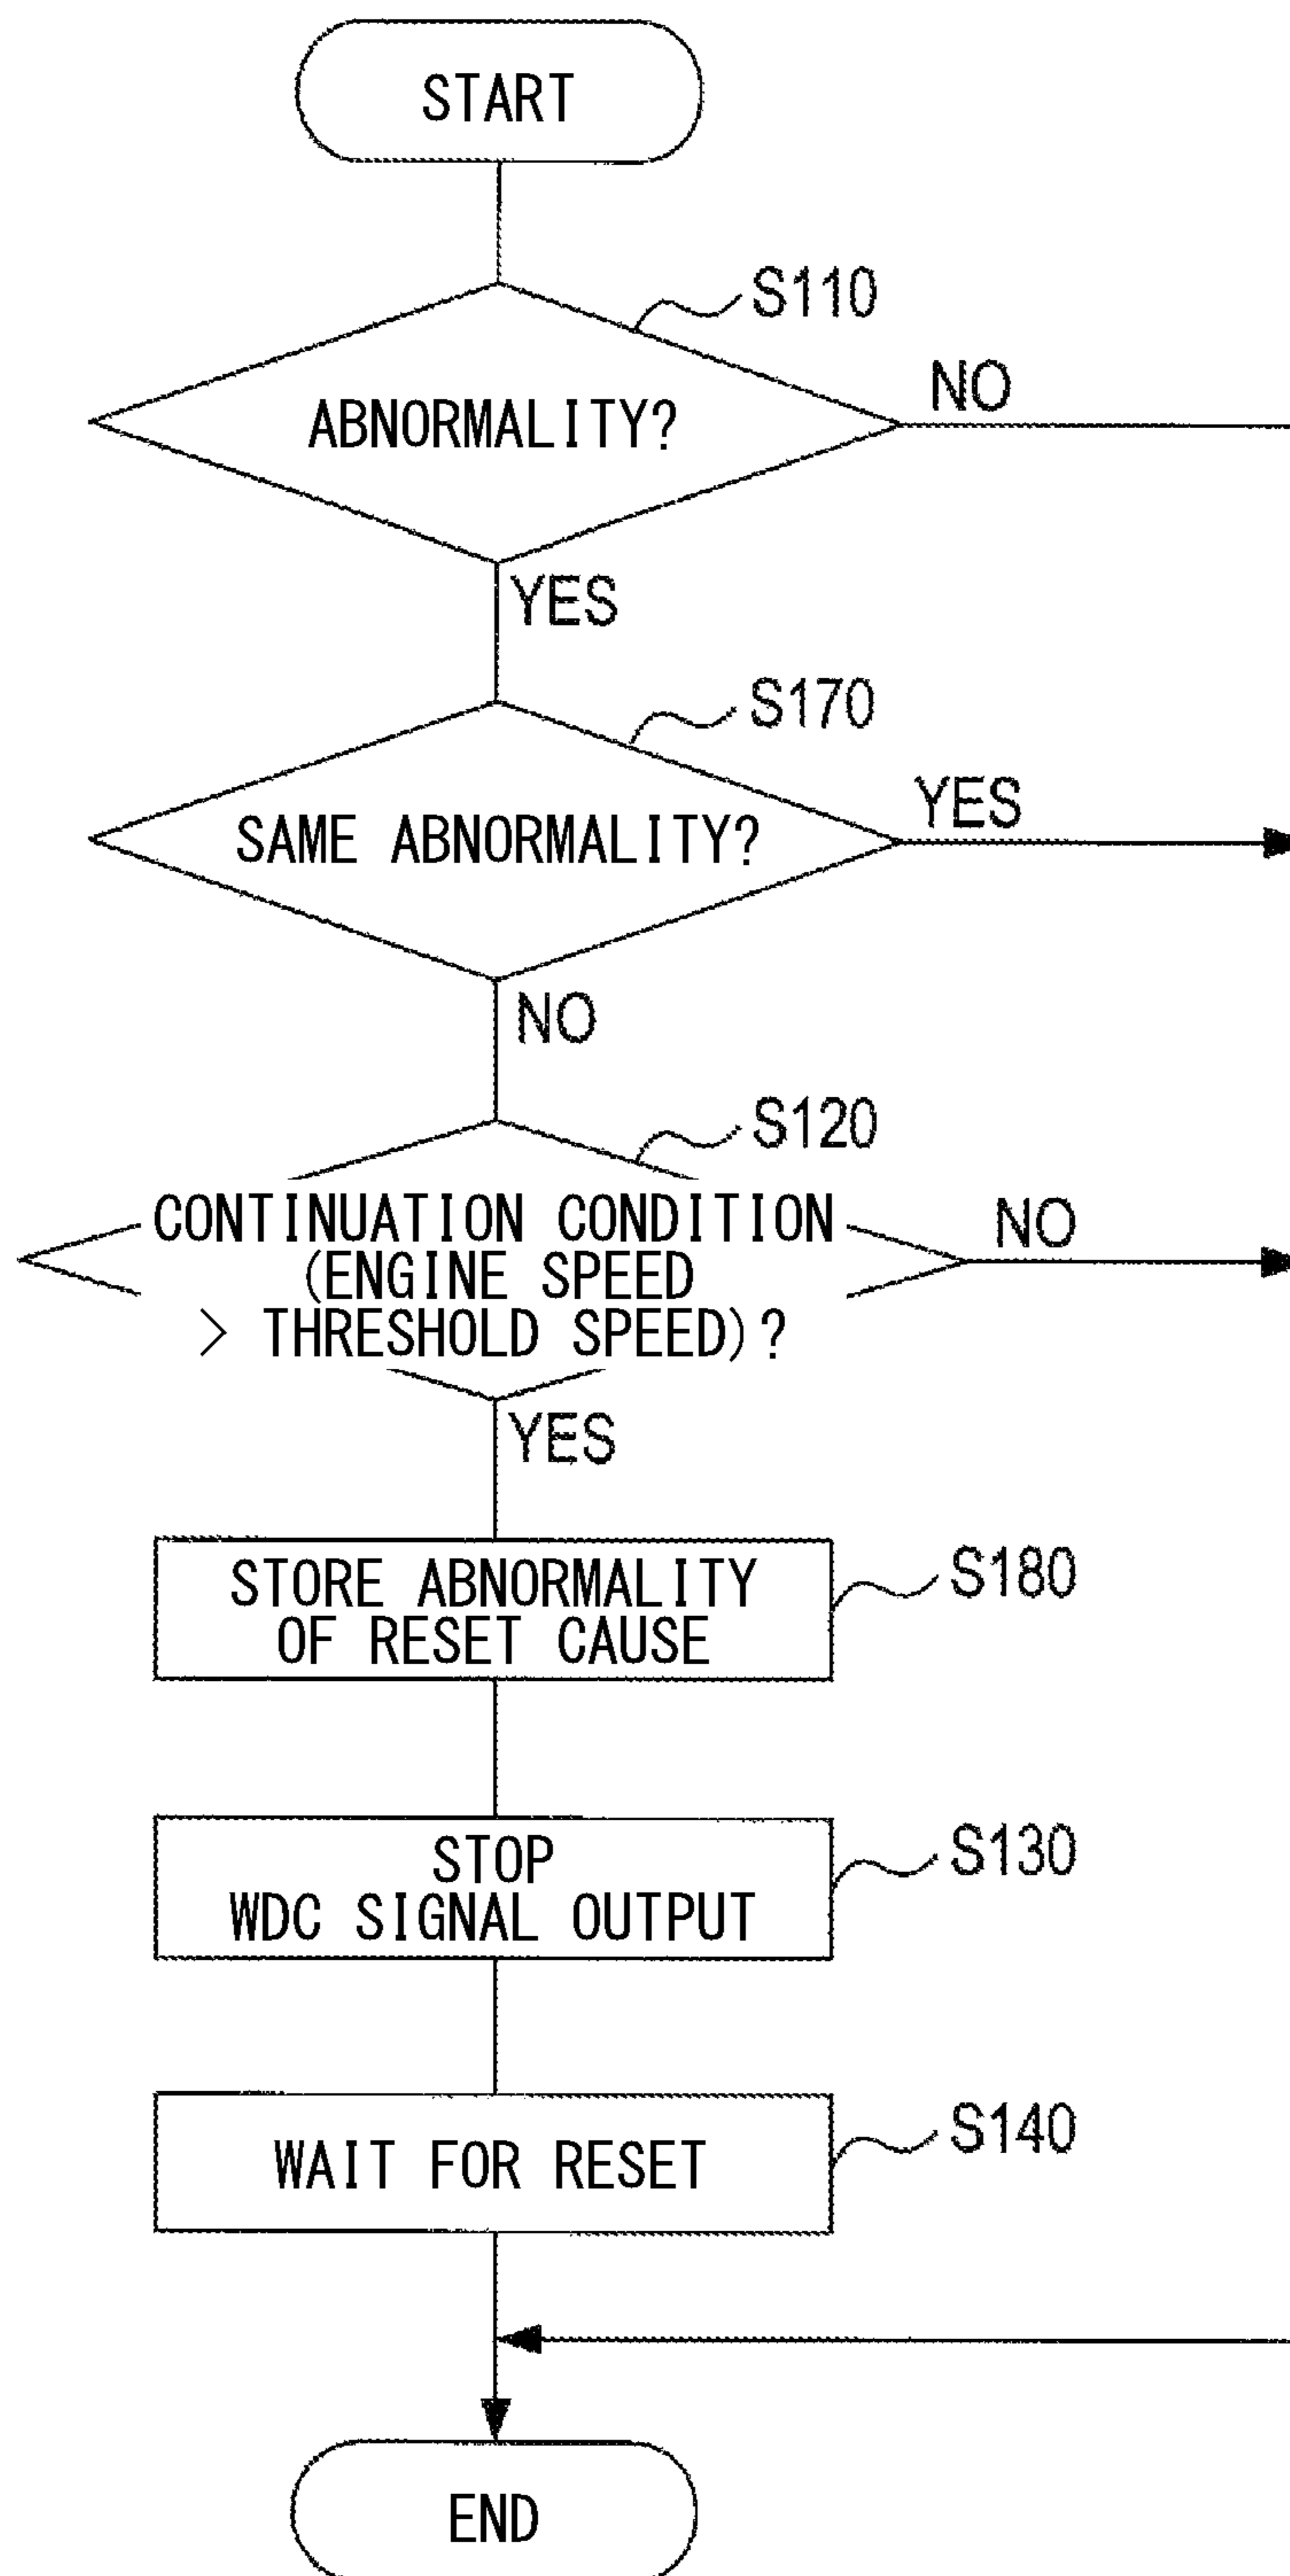 START
S110
ABNORMALITY?
NO
YES
S170
SAME ABNORMALITY?
YES
NO
S120
CONTINUATION CONDITION
(ENGINE SPEED
> THRESHOLD SPEED)?
NO
YES
STORE ABNORMALITY
OF RESET CAUSE
S180
STOP
WDC SIGNAL OUTPUT
S130
WAIT FOR RESET
S140
END